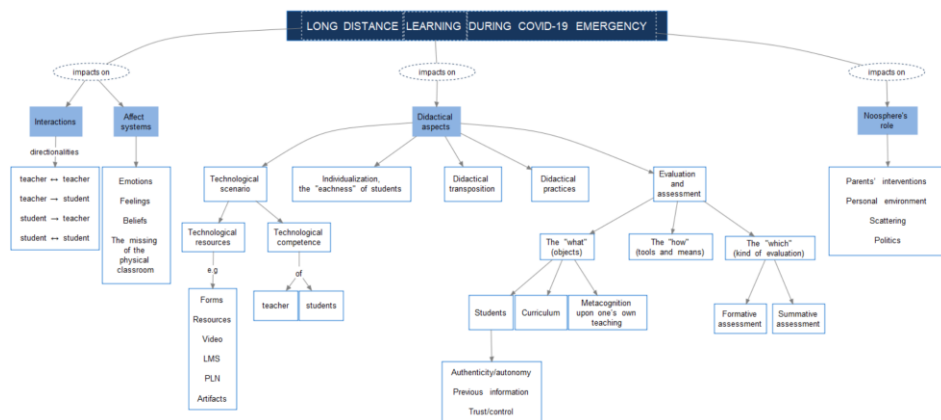 LONG DISTANCE LEARNING DURING COVID-19 EMERGENCY
impacts on
impacts on
impacts on
Interactions
Affect
systems
Didactical
aspects
Noosphere's
role
directionalities
teacher ↔ teacher
teacher → student
student → teacher
student ↔ student
Emotions
Feelings
Beliefs
The missing
of the
physical
classroom
Technological
scenario
Individualization,
the "eachness" of students
Didactical
transposition
Didactical
practices
Evaluation
and
assessment
Parents' interventions
Personal environment
Scattering
Politics
Technological
resources
Technological
competence
The "what"
(objects)
The "how"
(tools and means)
The "which"
(kind of evaluation)
e.g
of
Forms
Resources
Video
LMS
PLN
Artifacts
teacher
students
Students
Curriculum
Metacognition
upon one's own
teaching
Formative
assessment
Summative
assessment
Authenticity/autonomy
Previous information
Trust/control